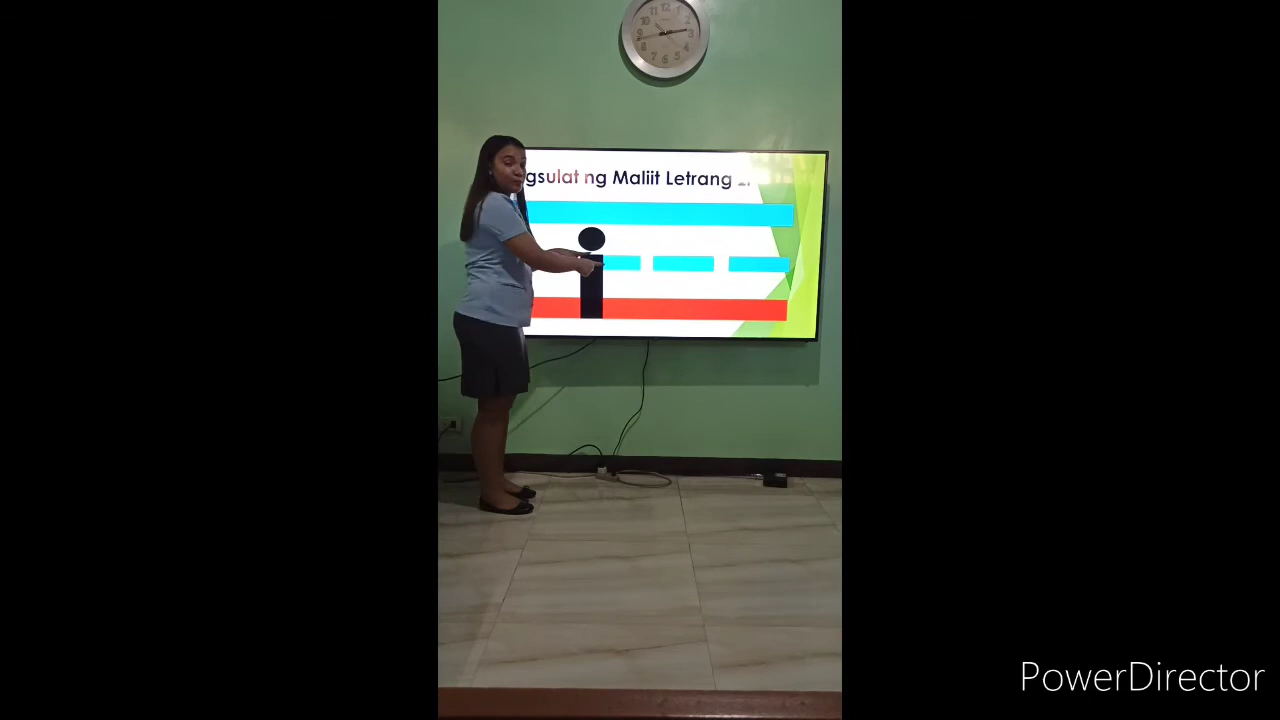 gsulat ng Maliit Letrang
i
PowerDirector